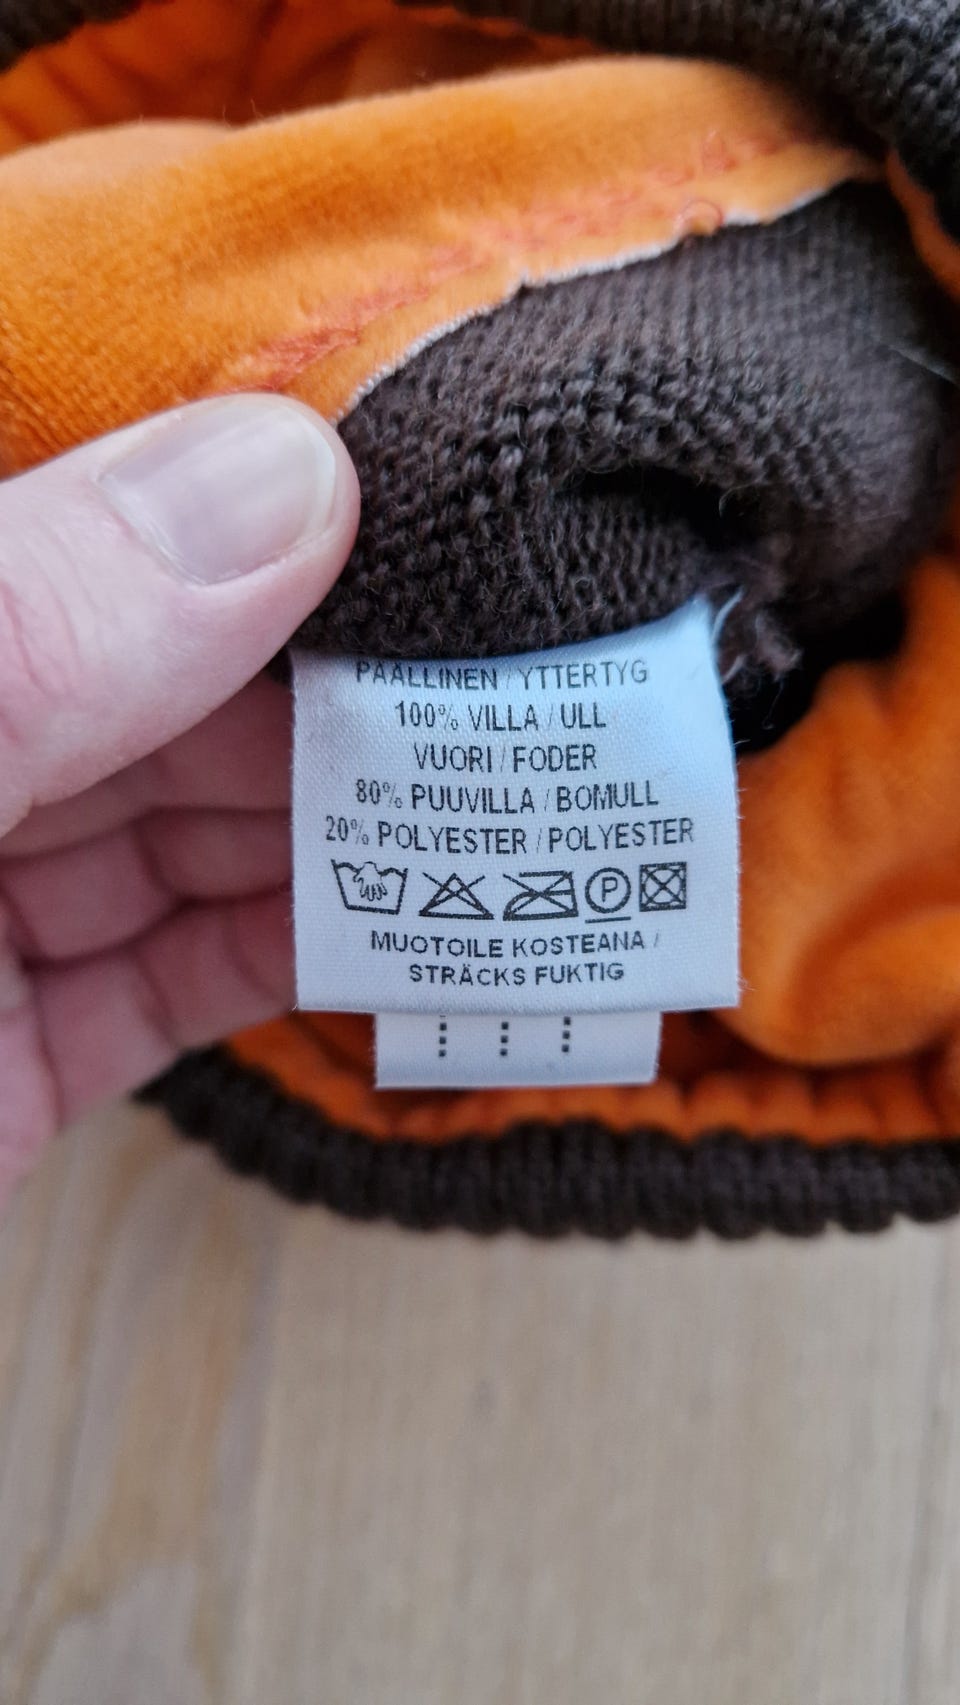 PÄÄLLINEN / YTTERTYG
100% VILLA / ULL
VUORI / FODER
80% PUUVILLA / BOMULL
20% POLYESTER / POLYESTER
P
MUOTOILE KOSTEANA /
STRÄCKS FUKTIG